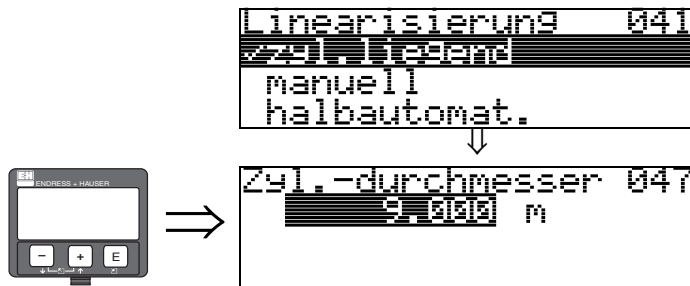 Linearisierung 041
✓zyl. liegend
manuell
halbautomat.
⇓
E+H
ENDRESS + HAUSER
- + E
⇒
Zyl.-durchmesser 047
9.000 m